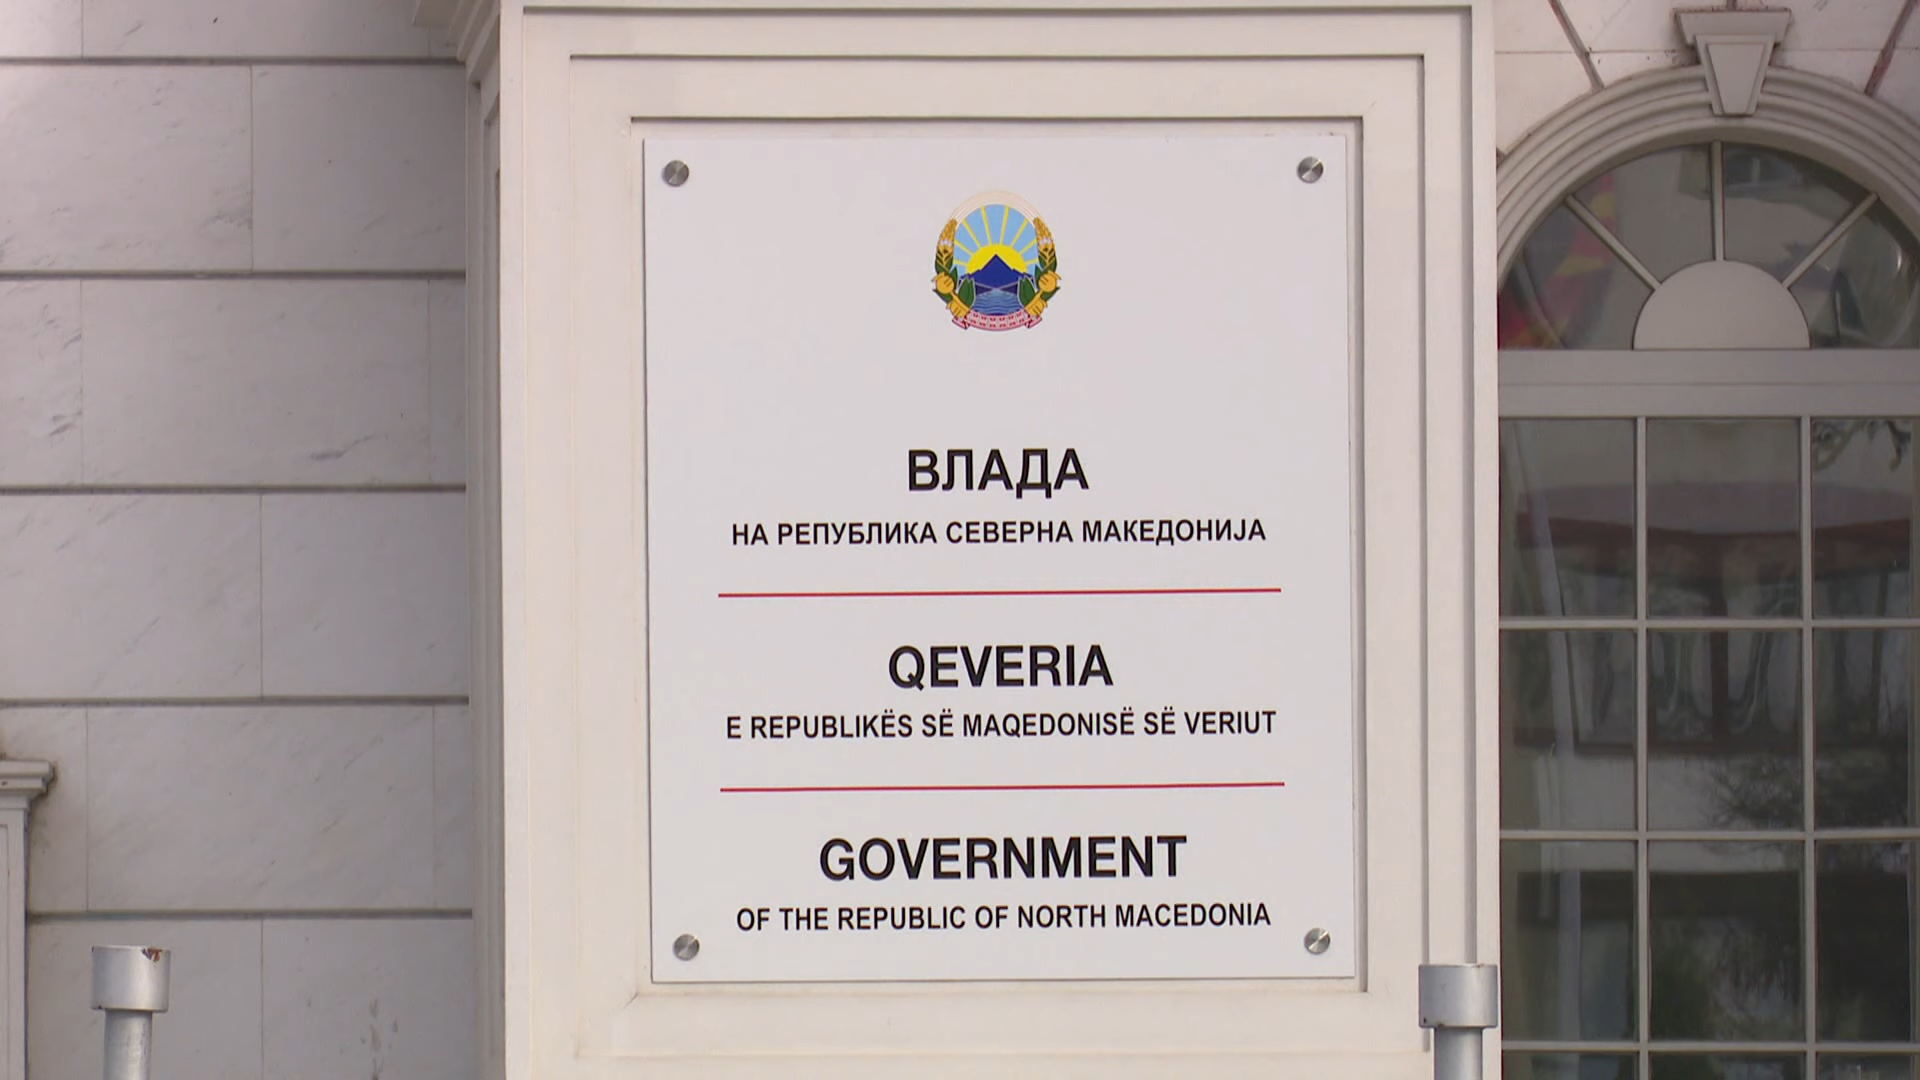 ВЛАДА
НА РЕПУБЛИКА СЕВЕРНА МАКЕДОНИЈА
QEVERIA
E REPUBLIKËS SË MAQEDONISË SË VERIUT
GOVERNMENT
OF THE REPUBLIC OF NORTH MACEDONIA